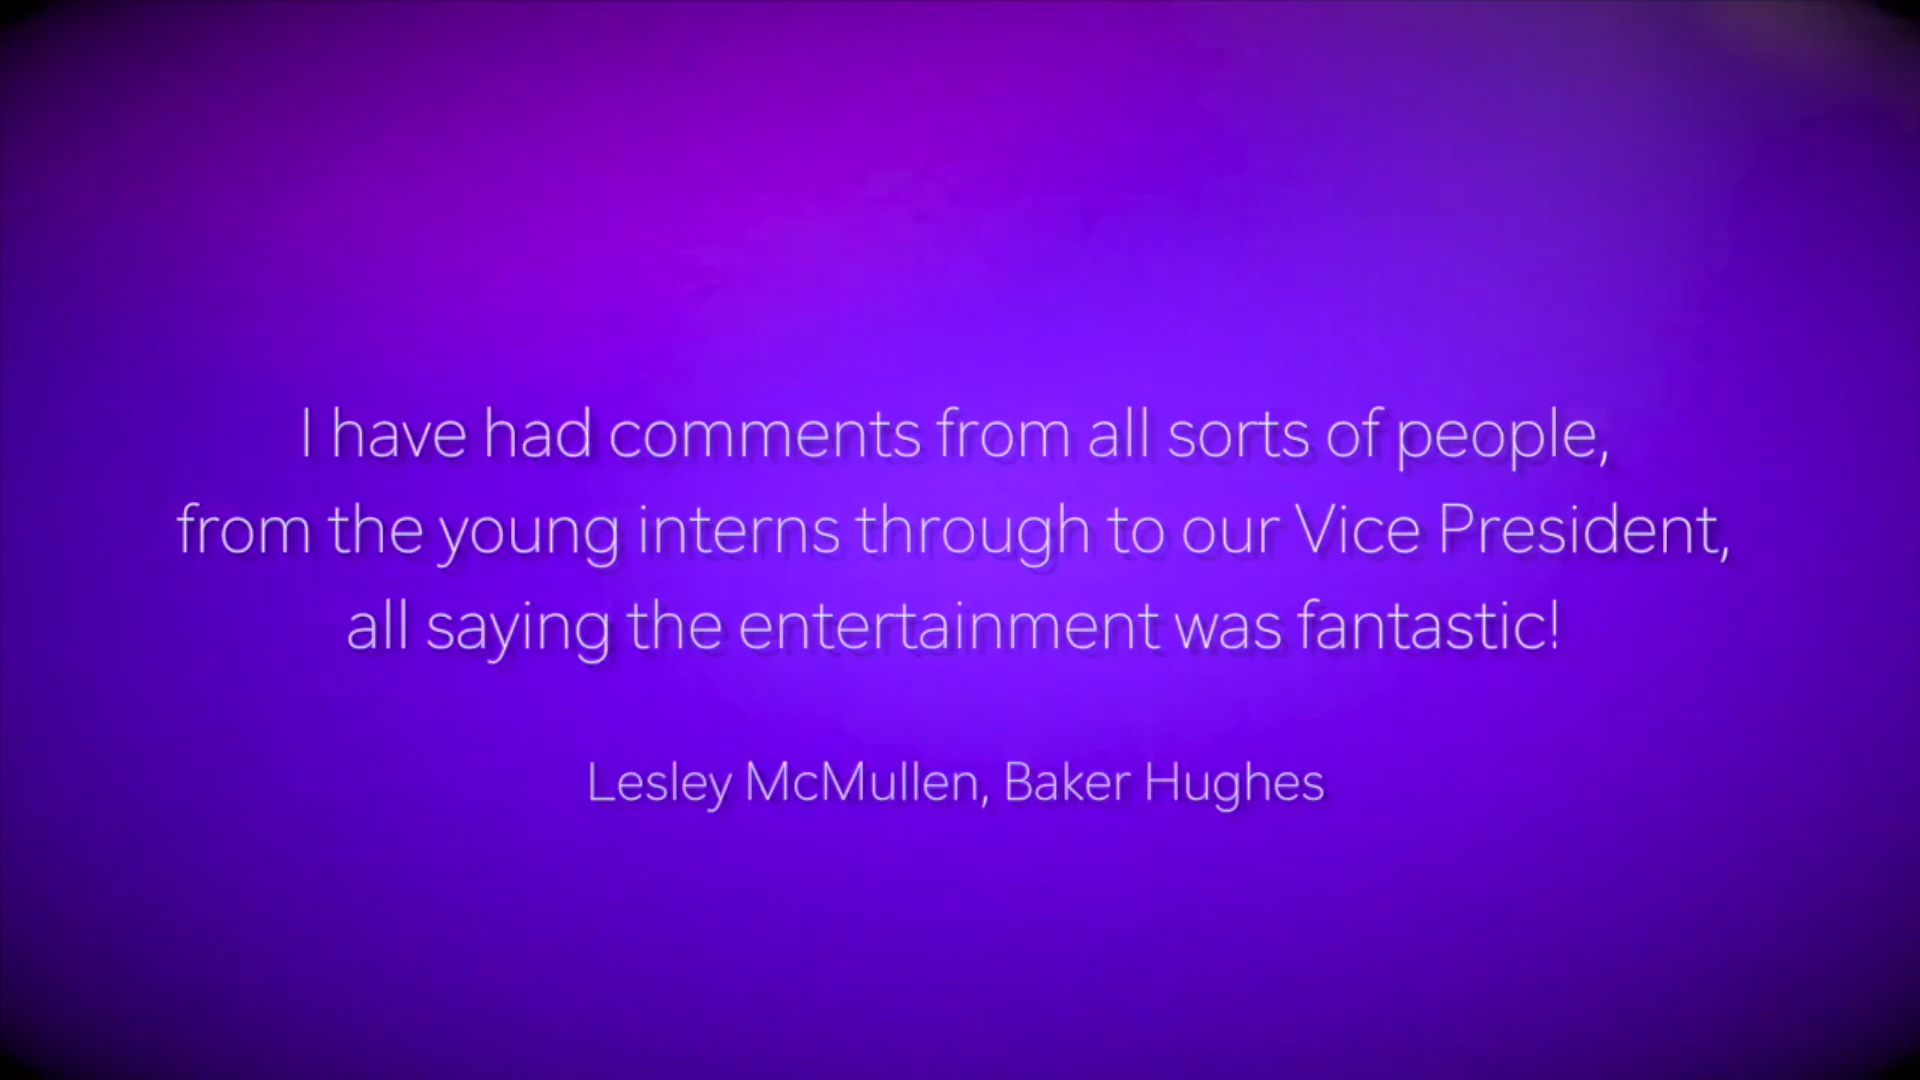 I have had comments from all sorts of people,
from the young interns through to our Vice President,
all saying the entertainment was fantastic!
Lesley McMullen, Baker Hughes